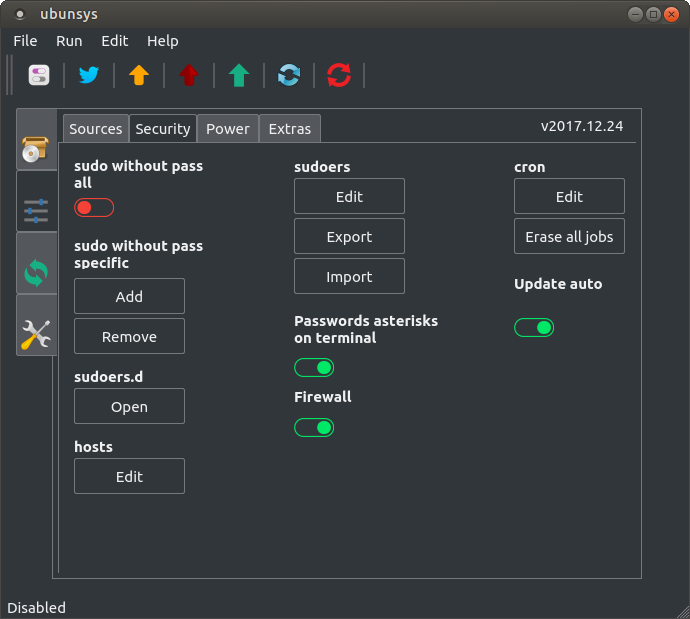 ubunsys
File Run Edit Help
Sources Security Power Extras
v2017.12.24
sudo without pass
all
sudo without pass
specific
Add
Remove
sudoers.d
Open
hosts
Edit
sudoers
Edit
Export
Import
Passwords asterisks
on terminal
Firewall
cron
Edit
Erase all jobs
Update auto
Disabled